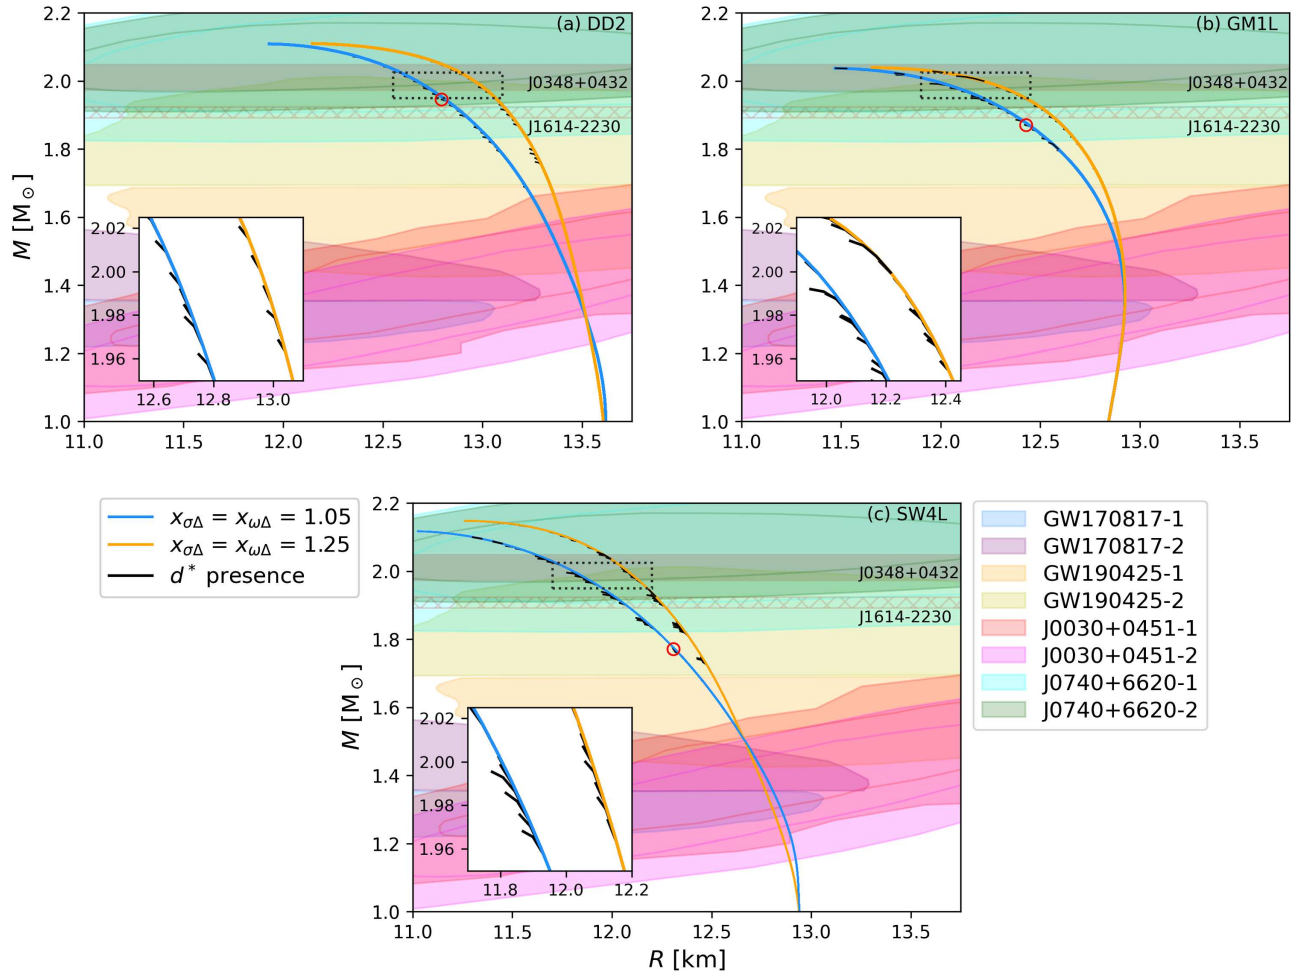 (a) DD2
J0348+0432
J1614-2230
M [M⊙]
2.2
2.0
1.8
1.6
1.4
1.2
1.0
2.02
2.00
1.98
1.96
12.6 12.8 13.0
11.0 11.5 12.0 12.5 13.0 13.5
(b) GM1L
J0348+0432
J1614-2230
2.2
2.0
1.8
1.6
1.4
1.2
1.0
2.02
2.00
1.98
1.96
12.0 12.2 12.4
11.0 11.5 12.0 12.5 13.0 13.5
xσΔ = xωΔ = 1.05
xσΔ = xωΔ = 1.25
d* presence
(c) SW4L
J0348+0432
J1614-2230
M [M⊙]
2.2
2.0
1.8
1.6
1.4
1.2
1.0
2.02
2.00
1.98
1.96
11.8 12.0 12.2
11.0 11.5 12.0 12.5 13.0 13.5
R [km]
GW170817-1
GW170817-2
GW190425-1
GW190425-2
J0030+0451-1
J0030+0451-2
J0740+6620-1
J0740+6620-2